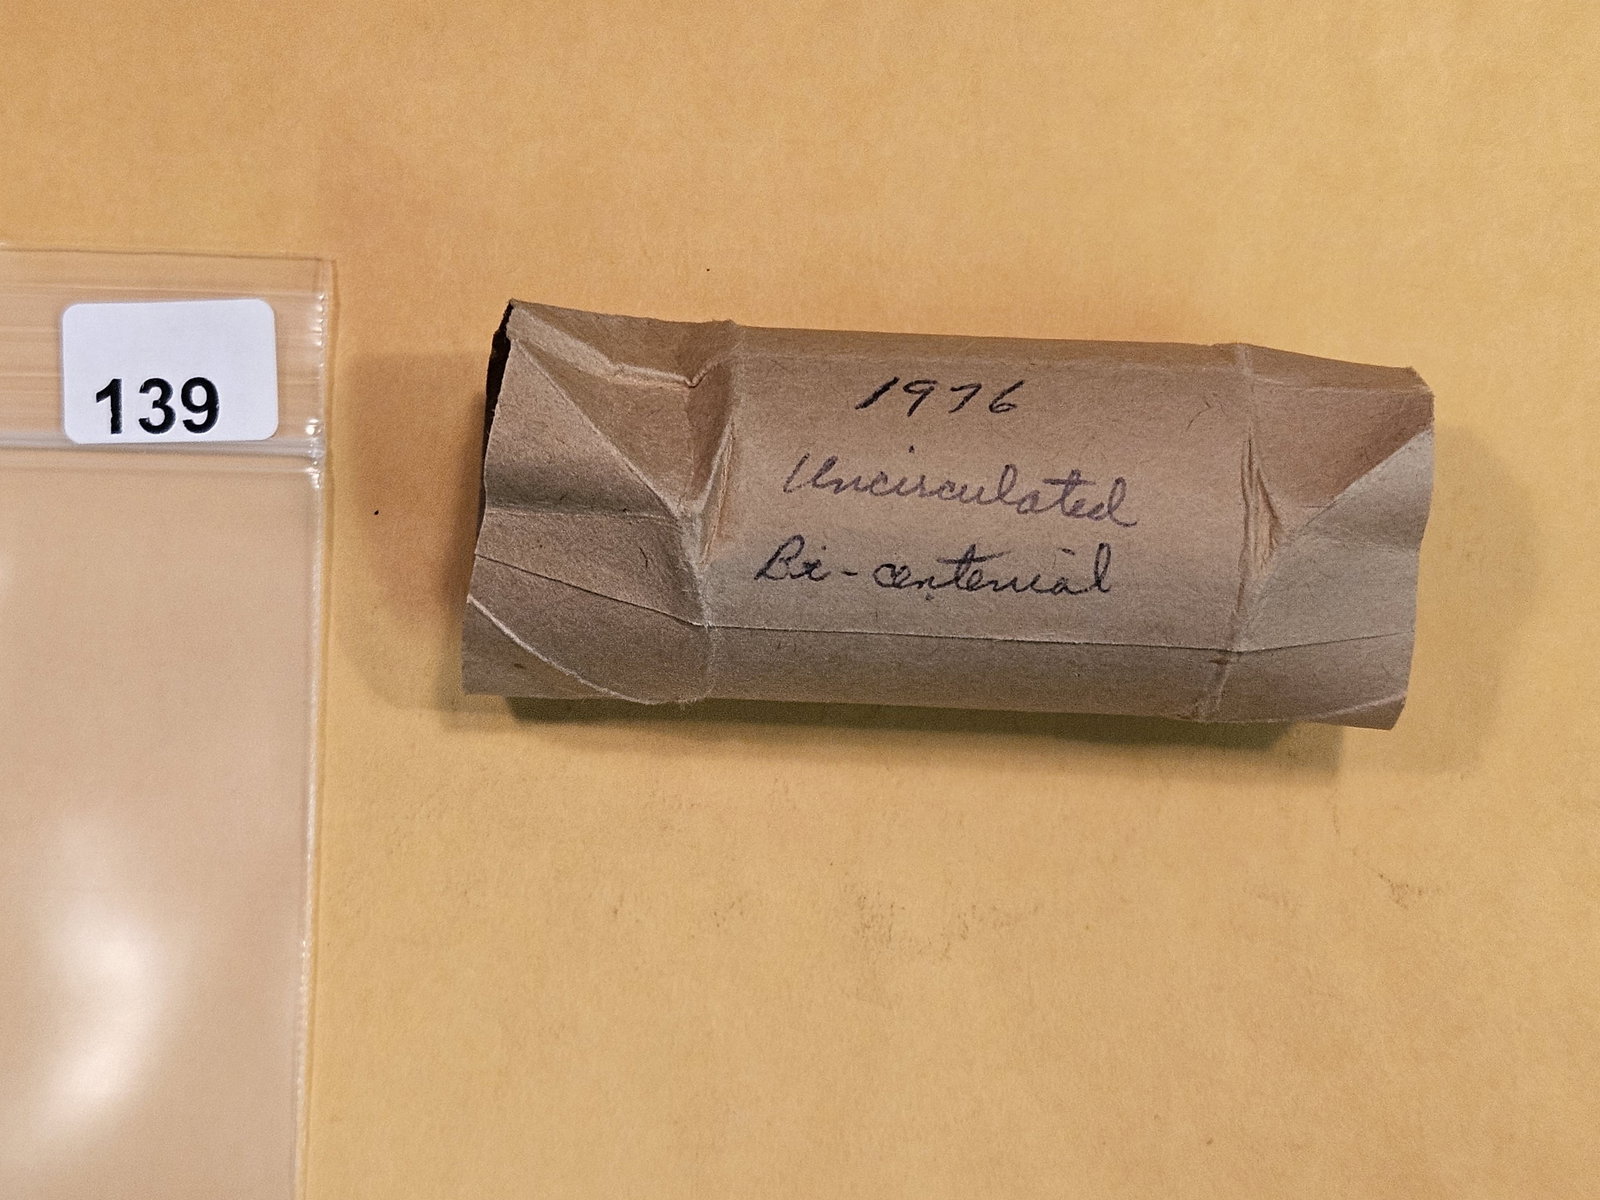 139
1976
Uncirculated
Bi-centenial